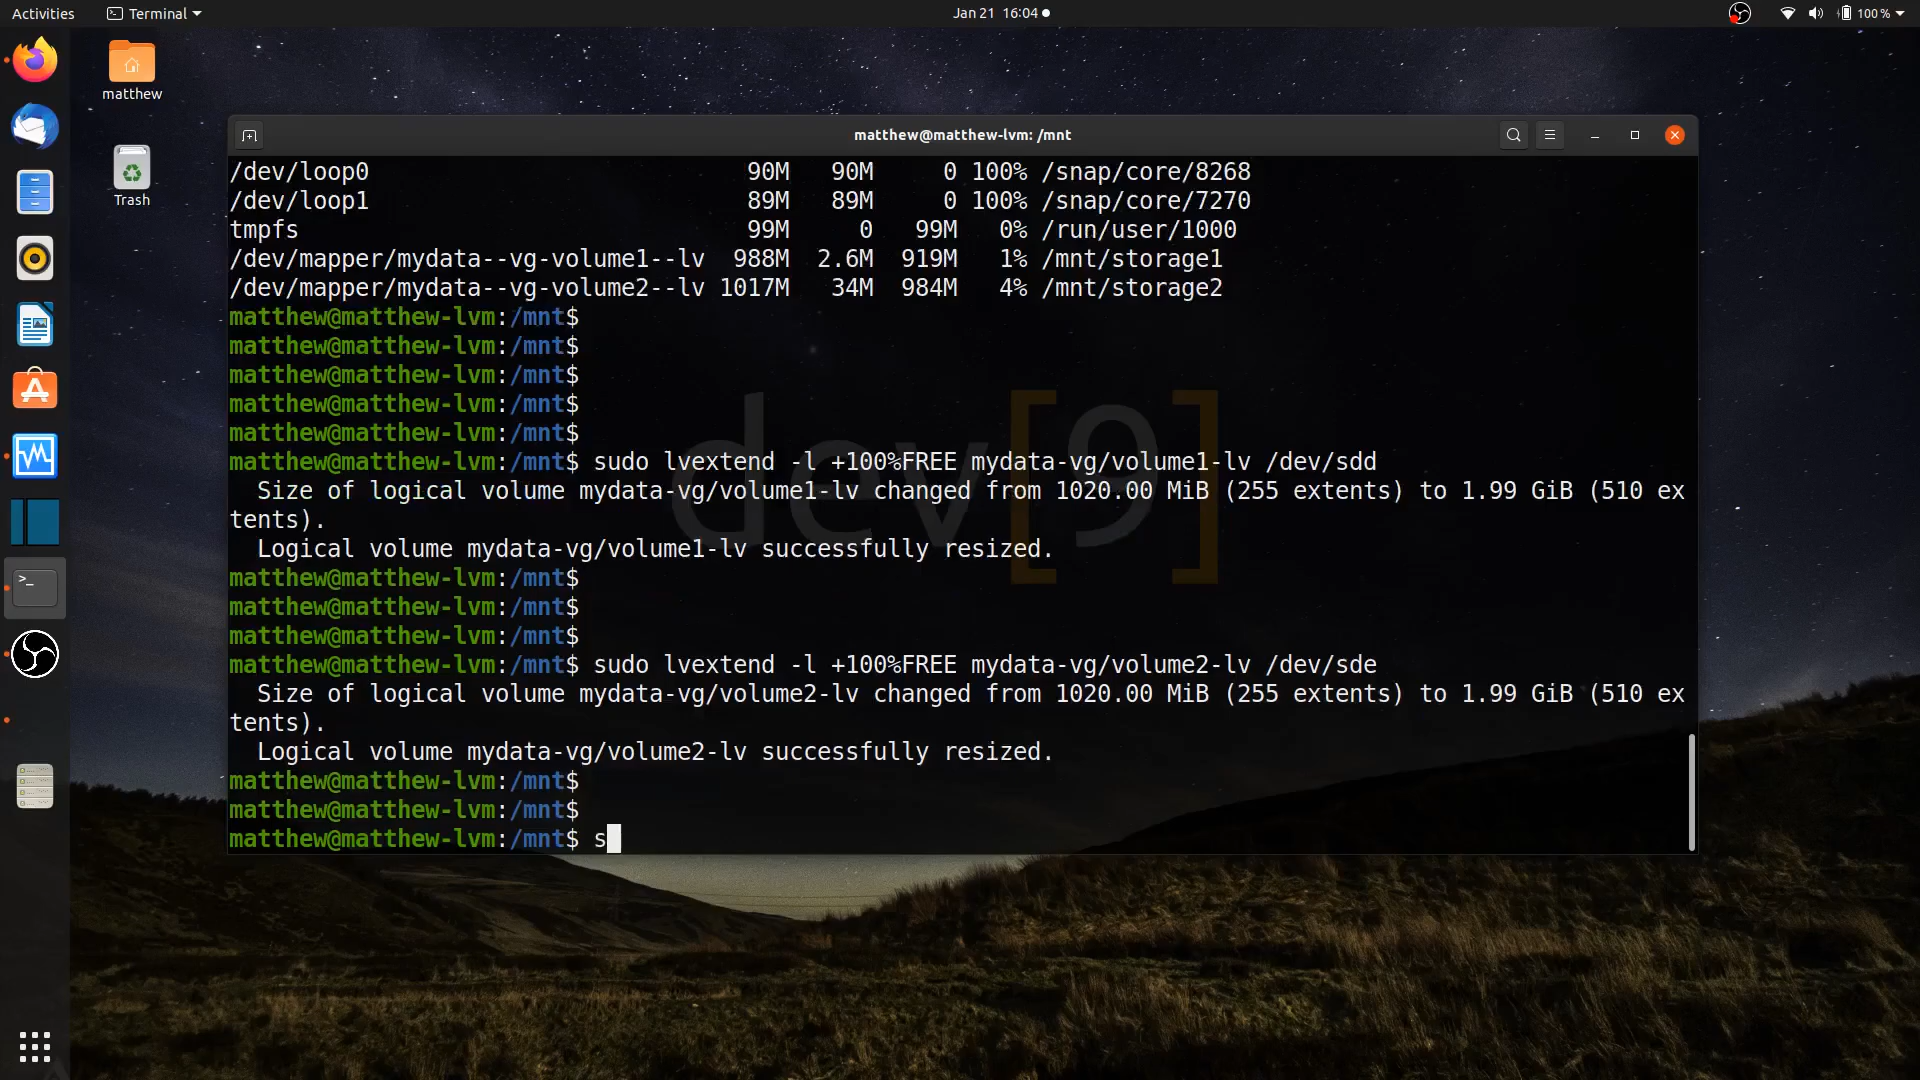 Activities Terminal Jan 21 16:04 100 %
matthew
Trash
matthew@matthew-lvm: /mnt
/dev/loop0 90M 90M 0 100% /snap/core/8268
/dev/loop1 89M 89M 0 100% /snap/core/7270
tmpfs 99M 0 99M 0% /run/user/1000
/dev/mapper/mydata--vg-volume1--lv 988M 2.6M 919M 1% /mnt/storage1
/dev/mapper/mydata--vg-volume2--lv 1017M 34M 984M 4% /mnt/storage2
matthew@matthew-lvm:/mnt$
matthew@matthew-lvm:/mnt$
matthew@matthew-lvm:/mnt$
matthew@matthew-lvm:/mnt$
matthew@matthew-lvm:/mnt$
matthew@matthew-lvm:/mnt$ sudo lvextend -l +100%FREE mydata-vg/volume1-lv /dev/sdd
Size of logical volume mydata-vg/volume1-lv changed from 1020.00 MiB (255 extents) to 1.99 GiB (510 ex
tents).
Logical volume mydata-vg/volume1-lv successfully resized.
matthew@matthew-lvm:/mnt$
matthew@matthew-lvm:/mnt$
matthew@matthew-lvm:/mnt$
matthew@matthew-lvm:/mnt$ sudo lvextend -l +100%FREE mydata-vg/volume2-lv /dev/sde
Size of logical volume mydata-vg/volume2-lv changed from 1020.00 MiB (255 extents) to 1.99 GiB (510 ex
tents).
Logical volume mydata-vg/volume2-lv successfully resized.
matthew@matthew-lvm:/mnt$
matthew@matthew-lvm:/mnt$
matthew@matthew-lvm:/mnt$ s
dev[9]